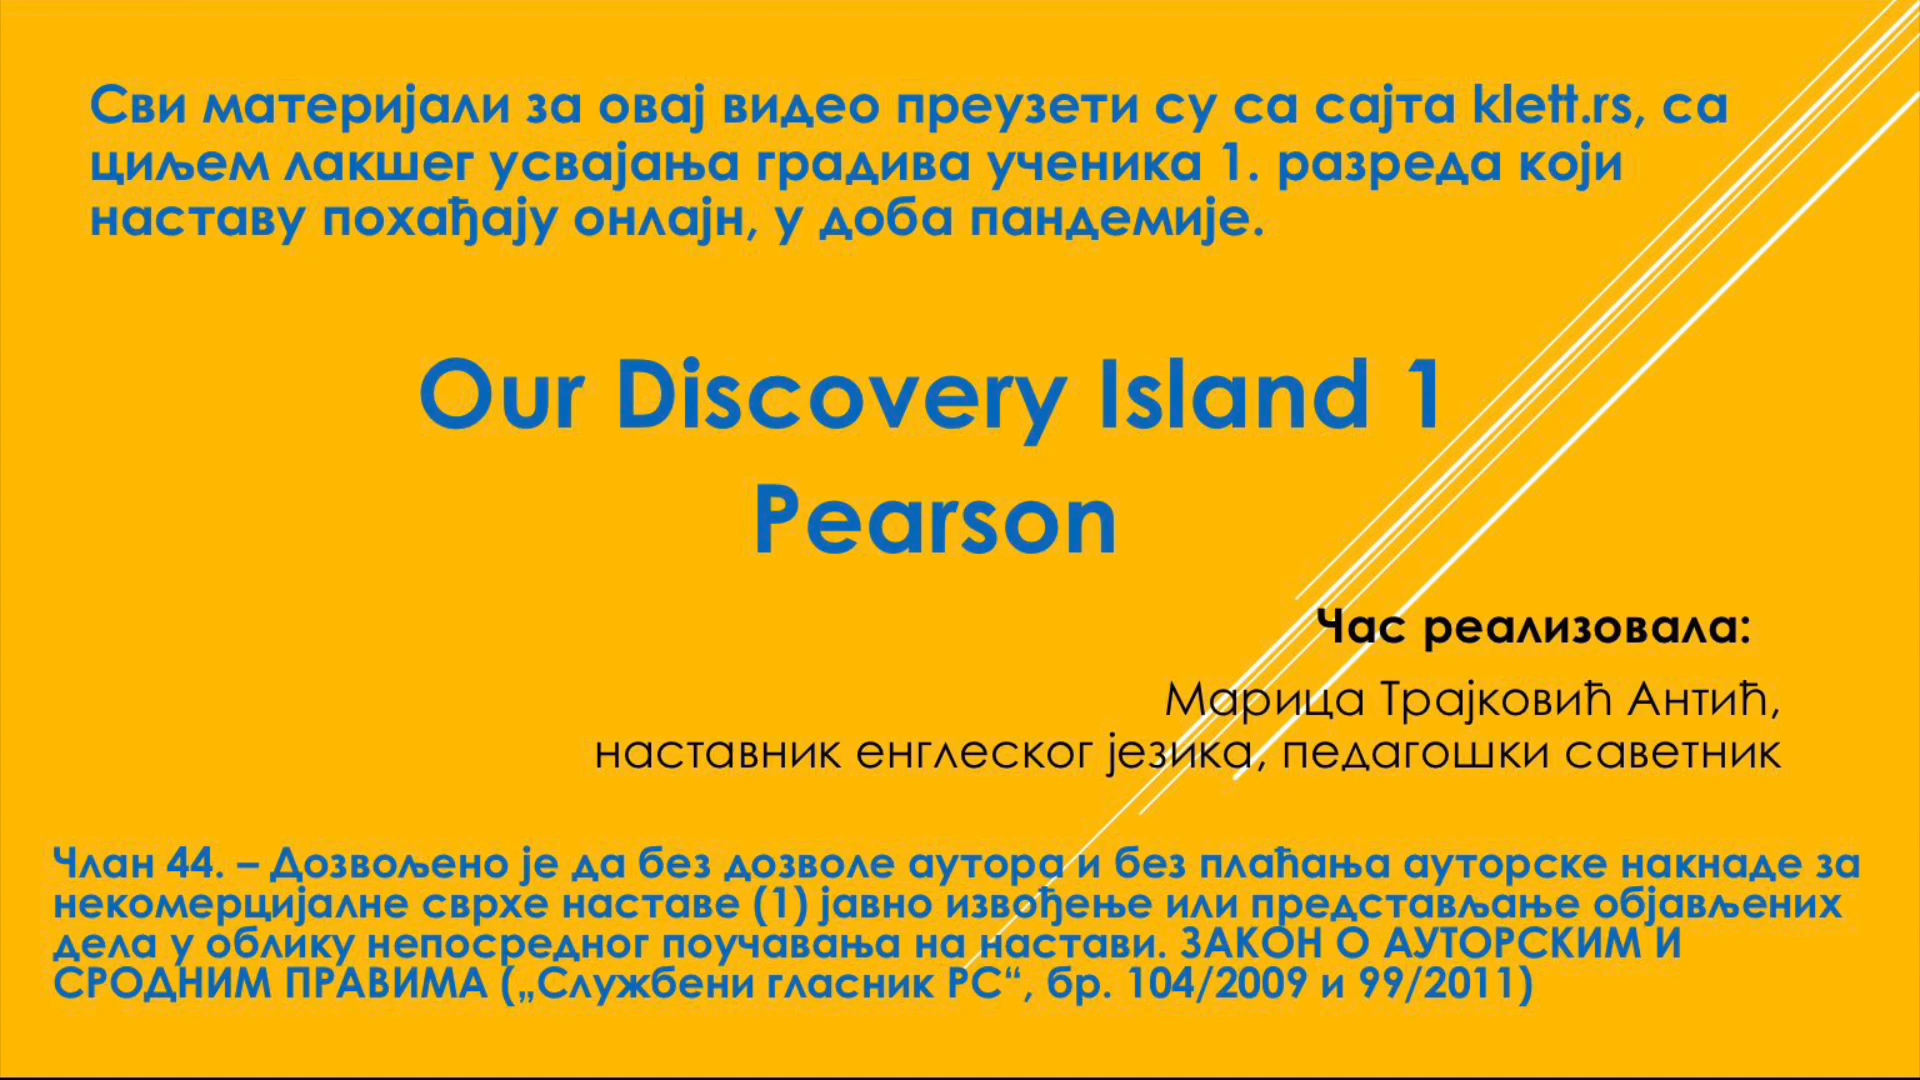 Сви материјали за овај видео преузети су са сајта klett.rs, са
циљем лакшег усвајања градива ученика 1. разреда који
наставу похађају онлајн, у доба пандемије.
Our Discovery Island 1
Pearson
Час реализовала:
Марица Трајковић Антић,
наставник енглеског језика, педагошки саветник
Члан 44. – Дозвољено је да без дозволе аутора и без плаћања ауторске накнаде за
некомерцијалне сврхе наставе (1) јавно извођење или представљање објављених
дела у облику непосредног поучавања на настави. ЗАКОН О АУТОРСКИМ И
СРОДНИМ ПРАВИМА („Службени гласник РС“, бр. 104/2009 и 99/2011)